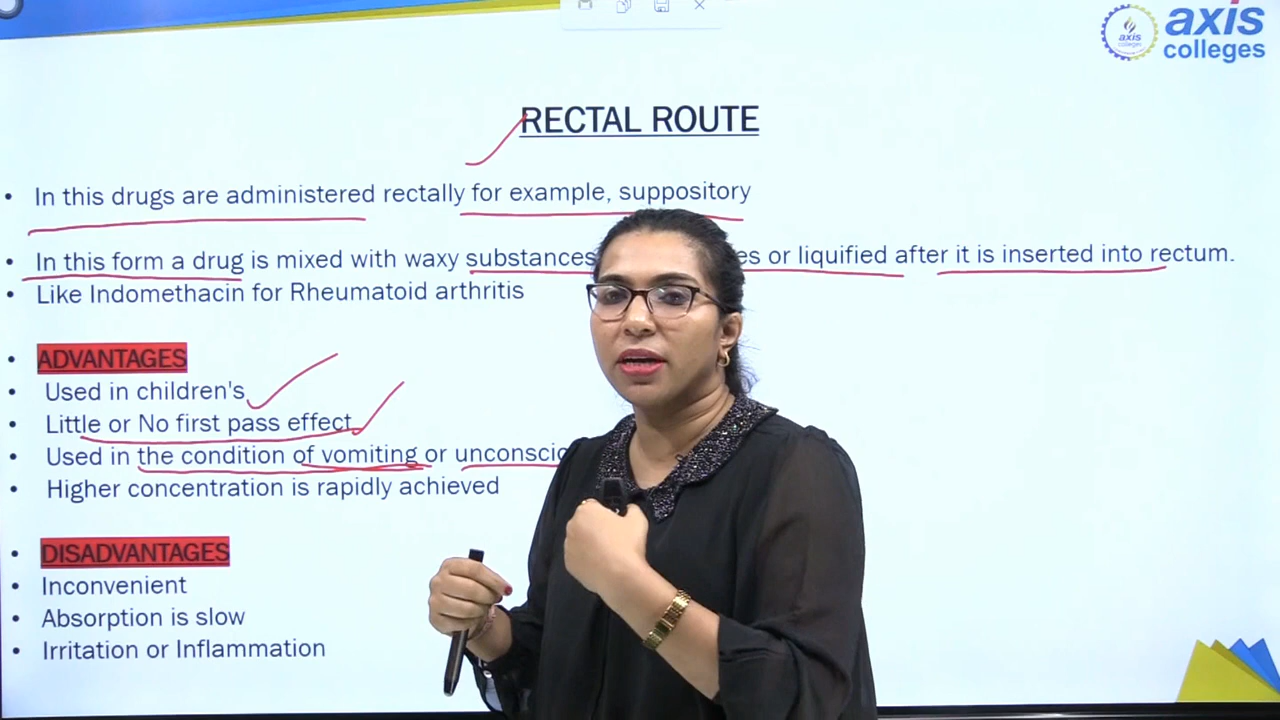 axis
colleges
axis
colleges
RECTAL ROUTE
• In this drugs are administered rectally for example, suppository
• In this form a drug is mixed with waxy substances or liquified after it is inserted into rectum.
• Like Indomethacin for Rheumatoid arthritis
• ADVANTAGES
• Used in children's
• Little or No first pass effect
• Used in the condition of vomiting or
• Higher concentration is rapidly achieved
• DISADVANTAGES
• Inconvenient
• Absorption is slow
• Irritation or Inflammation